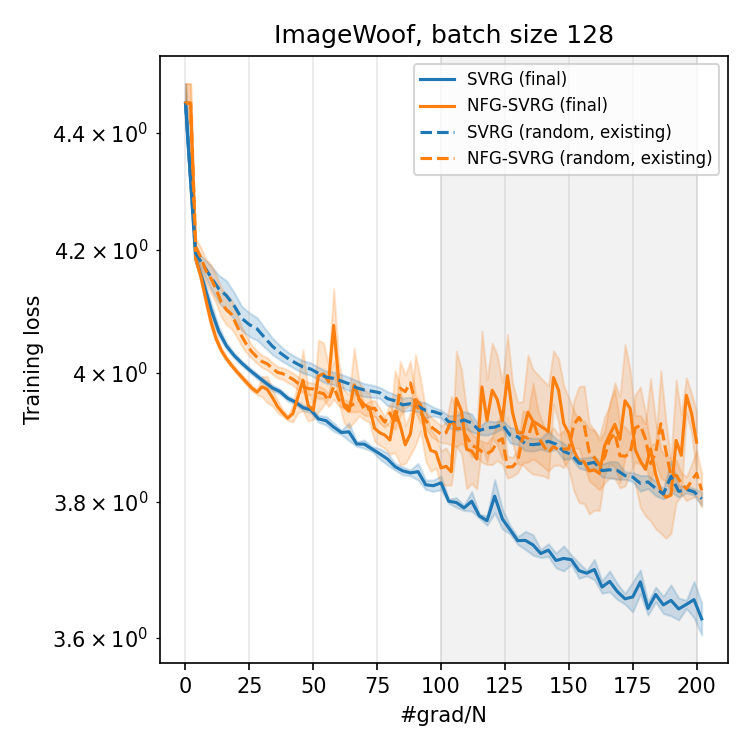 ImageWoof, batch size 128
SVRG (final)
NFG-SVRG (final)
SVRG (random, existing)
NFG-SVRG (random, existing)
4.4 × 10⁰
4.2 × 10⁰
4 × 10⁰
3.8 × 10⁰
3.6 × 10⁰
Training loss
0 25 50 75 100 125 150 175 200
#grad/N